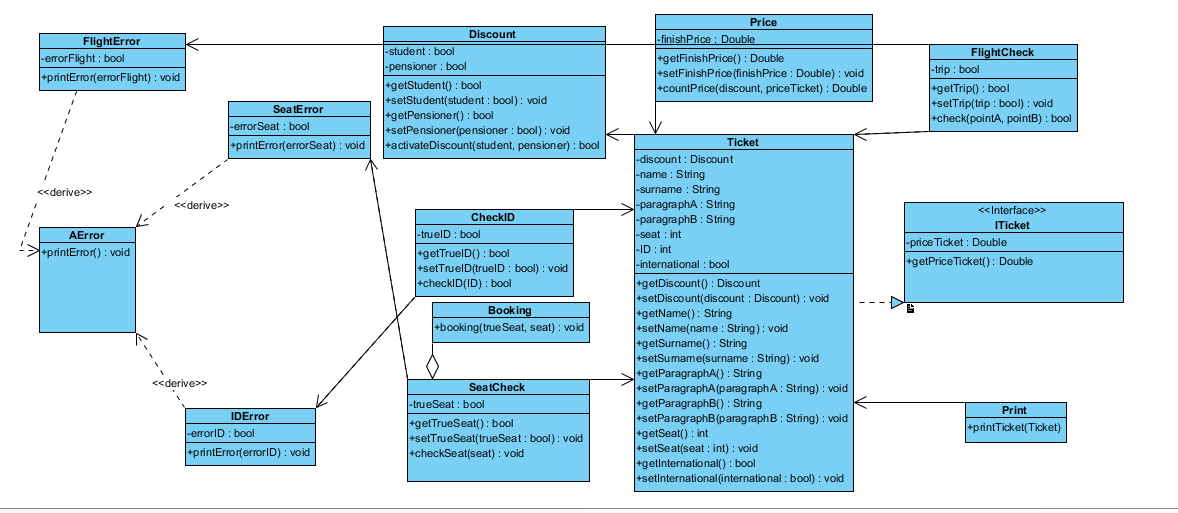 FlightError
-errorFlight : bool
+printError(errorFlight) : void
Discount
-student : bool
-pensioner : bool
+getStudent() : bool
+setStudent(student : bool) : void
+getPensioner() : bool
+setPensioner(pensioner : bool) : void
+activateDiscount(student, pensioner) : bool
Price
-finishPrice : Double
+getFinishPrice() : Double
+setFinishPrice(finishPrice : Double) : void
+countPrice(discount, priceTicket) : Double
FlightCheck
-trip : bool
+getTrip() : bool
+setTrip(trip : bool) : void
+check(pointA, pointB) : bool
SeatError
-errorSeat : bool
+printError(errorSeat) : void
<<derive>>
<<derive>>
AError
+printError() : void
CheckID
-trueID : bool
+getTrueID() : bool
+setTrueID(trueID : bool) : void
+checkID(ID) : bool
Ticket
-discount : Discount
-name : String
-surname : String
-paragraphA : String
-paragraphB : String
-seat : int
-ID : int
-international : bool
+getDiscount() : Discount
+setDiscount(discount : Discount) : void
+getName() : String
+setName(name : String) : void
+getSurname() : String
+setSurname(surname : String) : void
+getParagraphA() : String
+setParagraphA(paragraphA : String) : void
+getParagraphB() : String
+setParagraphB(paragraphB : String) : void
+getSeat() : int
+setSeat(seat : int) : void
+getInternational() : bool
+setInternational(international : bool) : void
<<Interface>>
ITicket
-priceTicket : Double
+getPriceTicket() : Double
Booking
+booking(trueSeat, seat) : void
<<derive>>
IDError
-errorID : bool
+printError(errorID) : void
SeatCheck
-trueSeat : bool
+getTrueSeat() : bool
+setTrueSeat(trueSeat : bool) : void
+checkSeat(seat) : void
Print
+printTicket(Ticket)